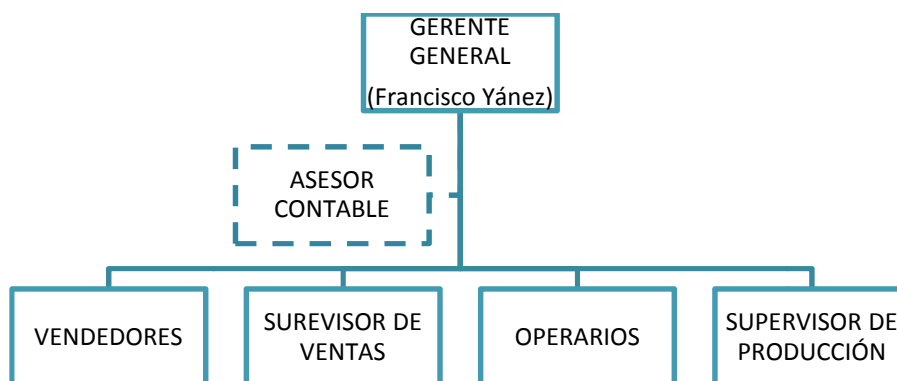 GERENTE
GENERAL
(Francisco Yánez)
ASESOR
CONTABLE
VENDEDORES
SUREVISOR DE
VENTAS
OPERARIOS
SUPERVISOR DE
PRODUCCIÓN